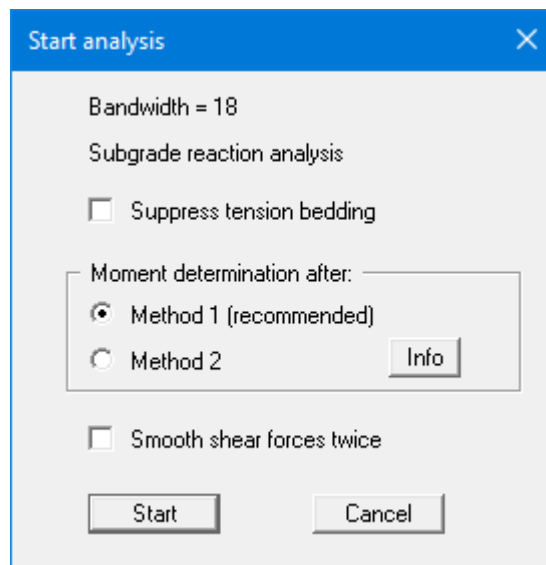 Start analysis
Bandwidth = 18
Subgrade reaction analysis
Suppress tension bedding
Moment determination after:
Method 1 (recommended)
Method 2
Info
Smooth shear forces twice
Start
Cancel